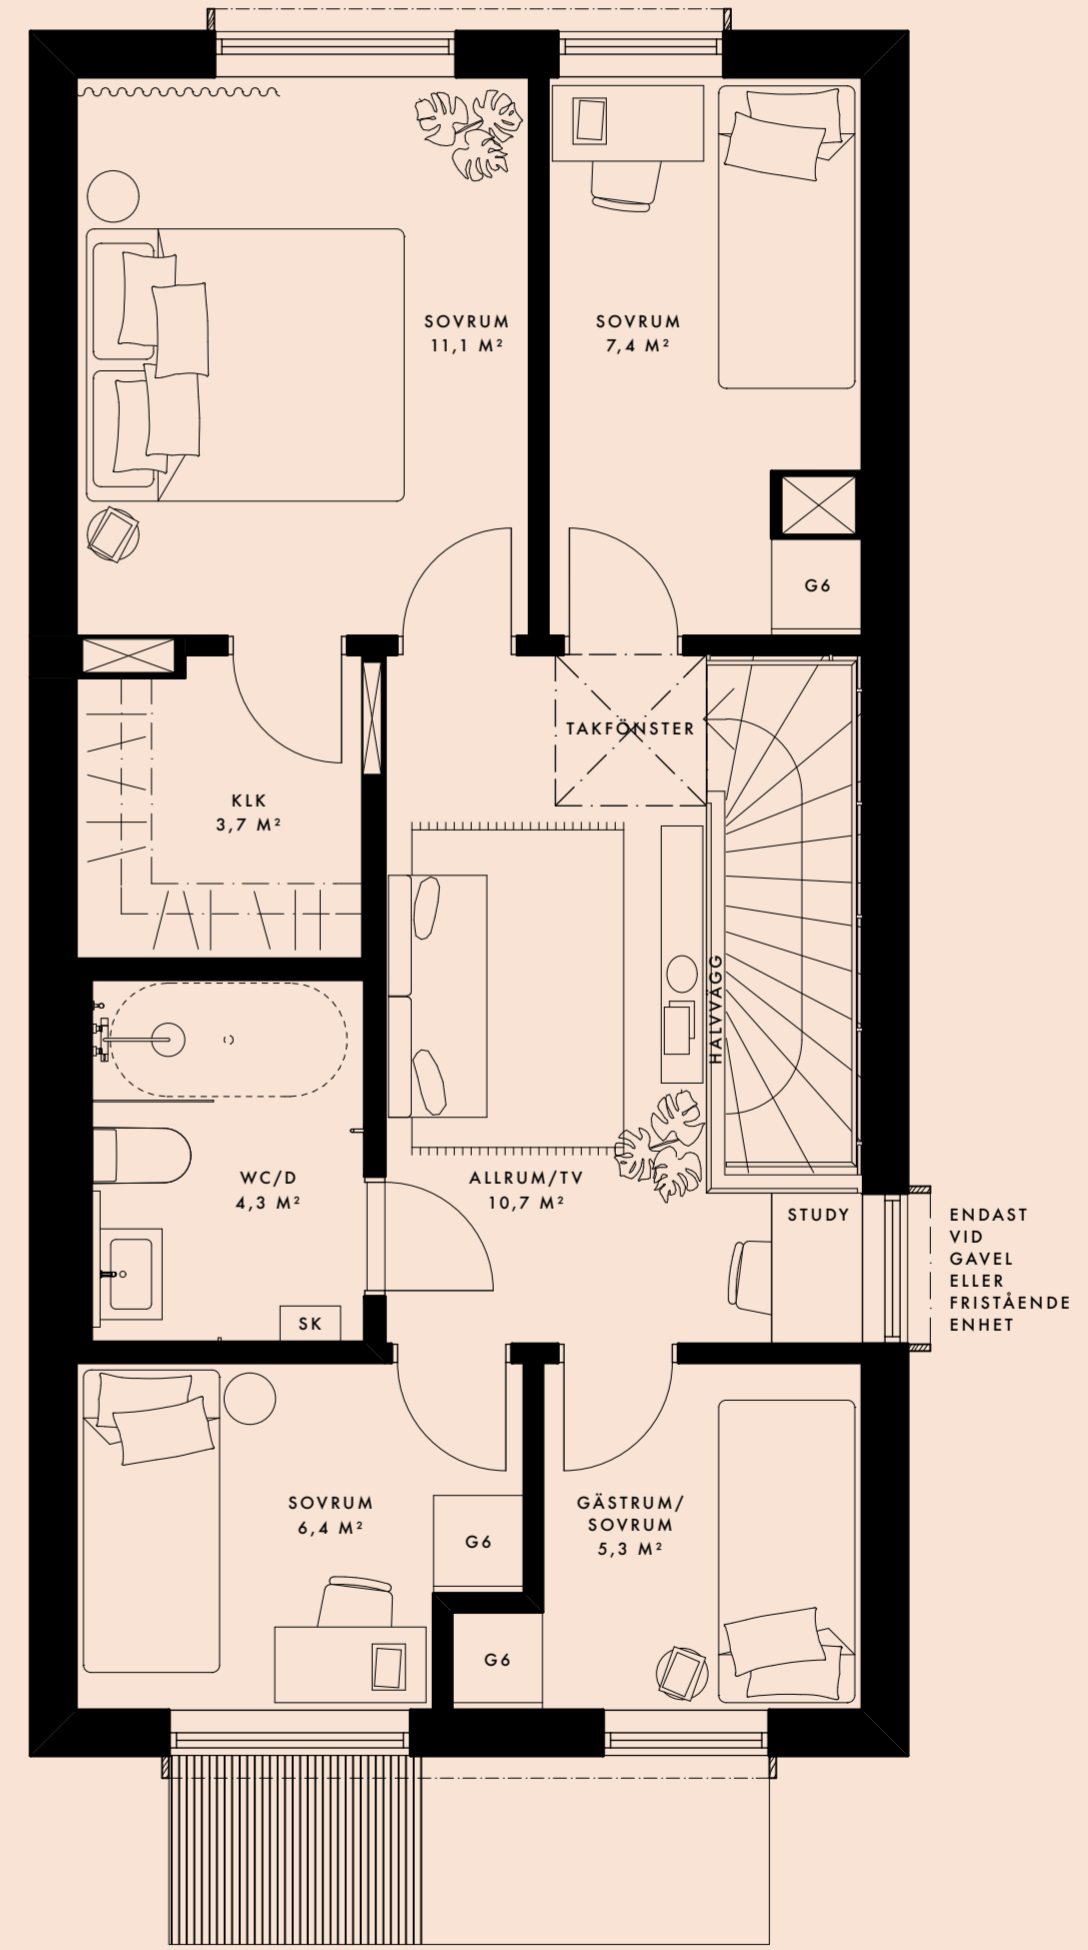 SOVRUM
11,1 M²
SOVRUM
7,4 M²
G6
TAKFÖNSTER
KLK
3,7 M²
HALVVÄGG
WC/D
4,3 M²
ALLRUM/TV
10,7 M²
STUDY
ENDAST
VID
GAVEL
ELLER
FRISTÅENDE
ENHET
SK
SOVRUM
6,4 M²
G6
GÄSTRUM/
SOVRUM
5,3 M²
G6